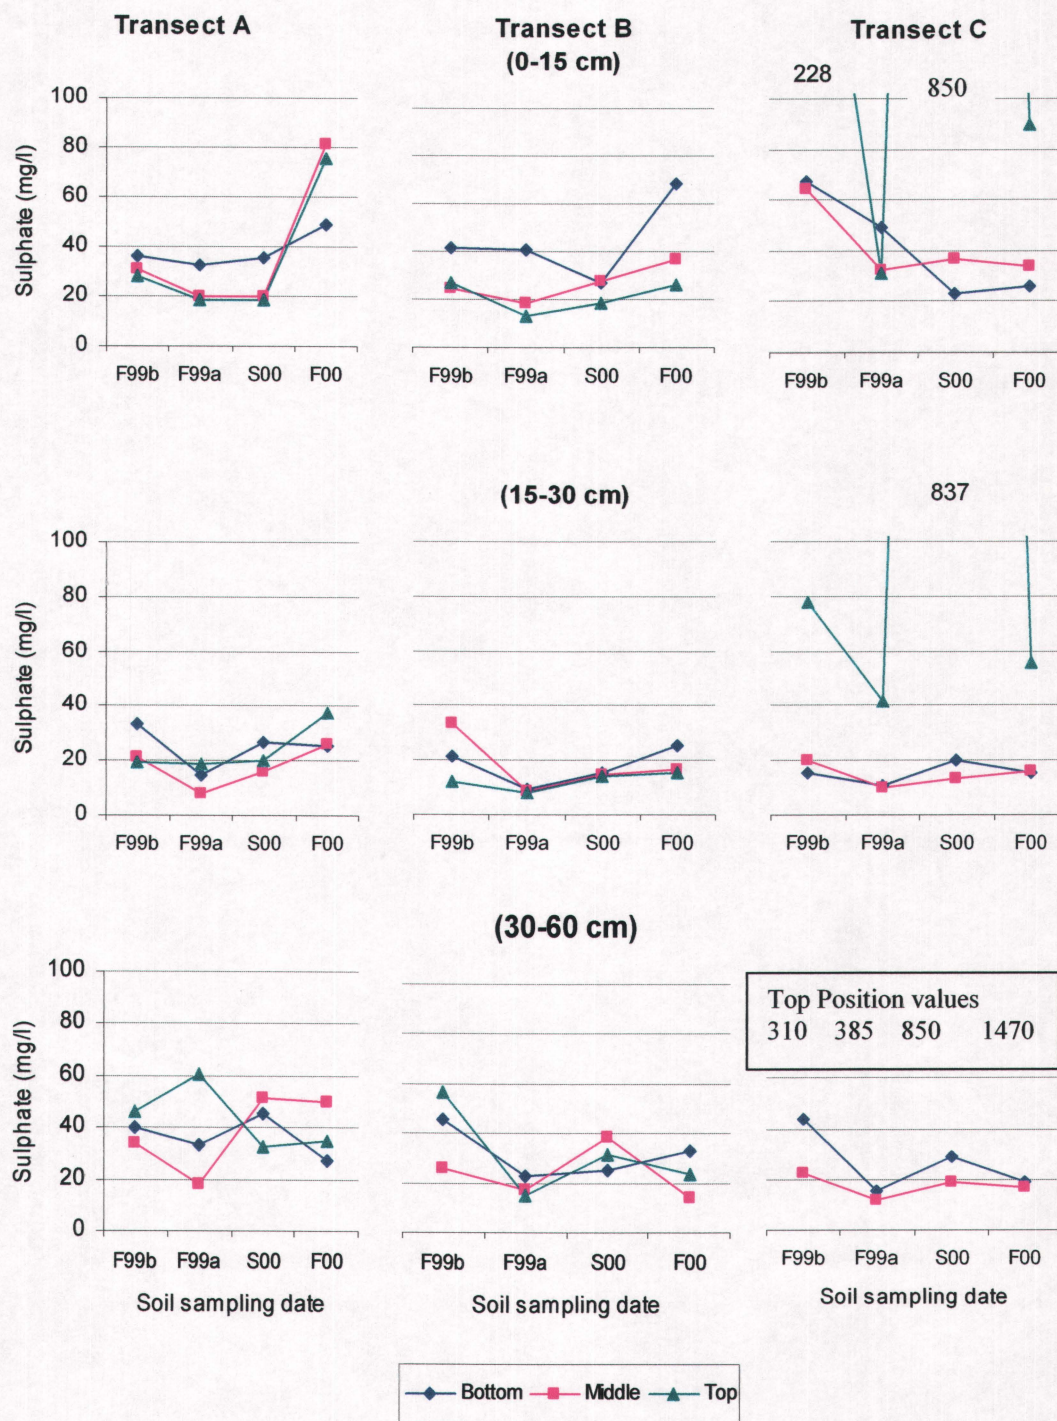 Transect A Transect B Transect C
(0-15 cm)
228 850
Sulphate (mg/l)
100
80
60
40
20
0
F99b F99a S00 F00
F99b F99a S00 F00
F99b F99a S00 F00
(15-30 cm)
837
Sulphate (mg/l)
100
80
60
40
20
0
F99b F99a S00 F00
F99b F99a S00 F00
F99b F99a S00 F00
(30-60 cm)
Top Position values
310 385 850 1470
Sulphate (mg/l)
100
80
60
40
20
0
F99b F99a S00 F00
F99b F99a S00 F00
F99b F99a S00 F00
Soil sampling date
Soil sampling date
Soil sampling date
Bottom Middle Top